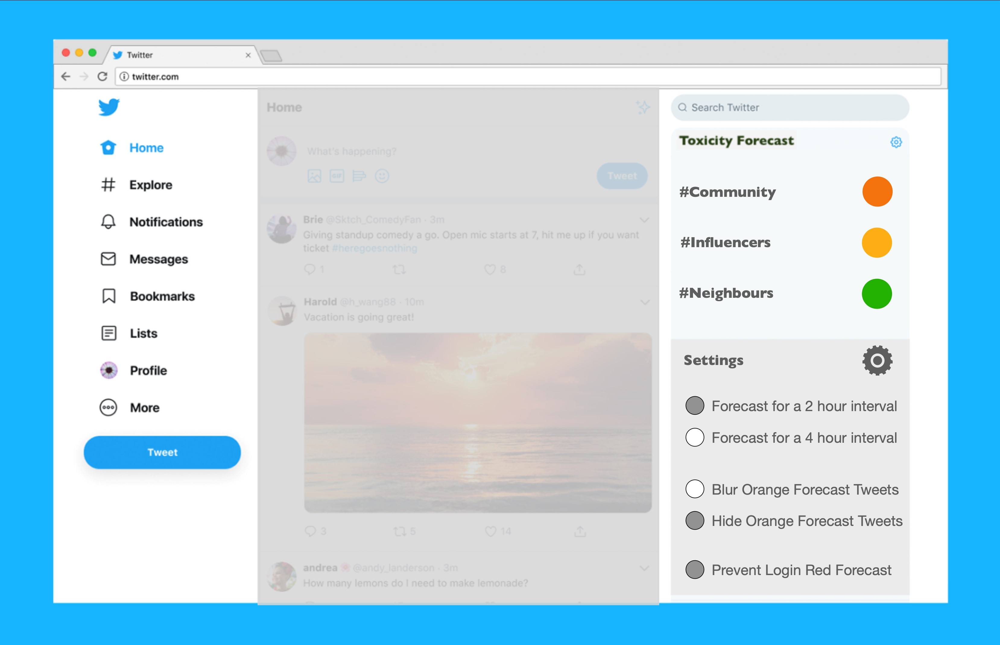 Twitter
twitter.com
Home
Explore
Notifications
Messages
Bookmarks
Lists
Profile
More
Tweet
Home
What's happening?
GIF
Tweet
Brie @Sktch_ComedyFan · 3m
Giving standup comedy a go. Open mic starts at 7, hit me up if you want
ticket #heregoesnothing
1
8
Harold @h_wang88 · 10m
Vacation is going great!
3
5
14
andrea @andy_landerson · 3m
How many lemons do I need to make lemonade?
Search Twitter
Toxicity Forecast
#Community
#Influencers
#Neighbours
Settings
Forecast for a 2 hour interval
Forecast for a 4 hour interval
Blur Orange Forecast Tweets
Hide Orange Forecast Tweets
Prevent Login Red Forecast